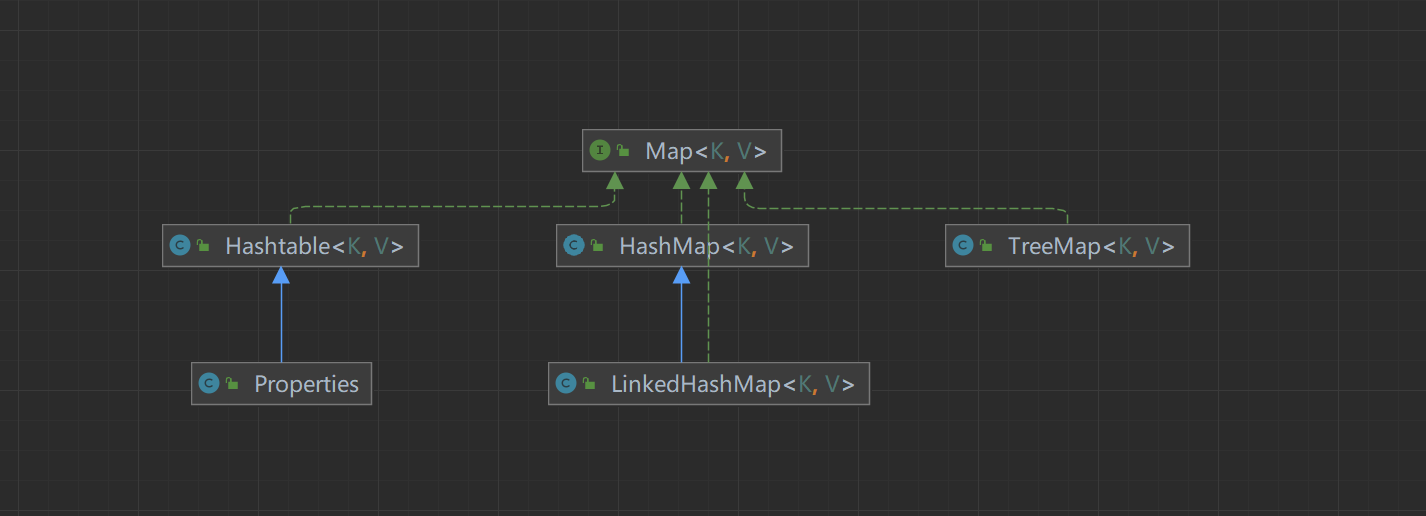 I Map<K, V>
C Hashtable<K, V>
C HashMap<K, V>
C TreeMap<K, V>
C Properties
C LinkedHashMap<K, V>